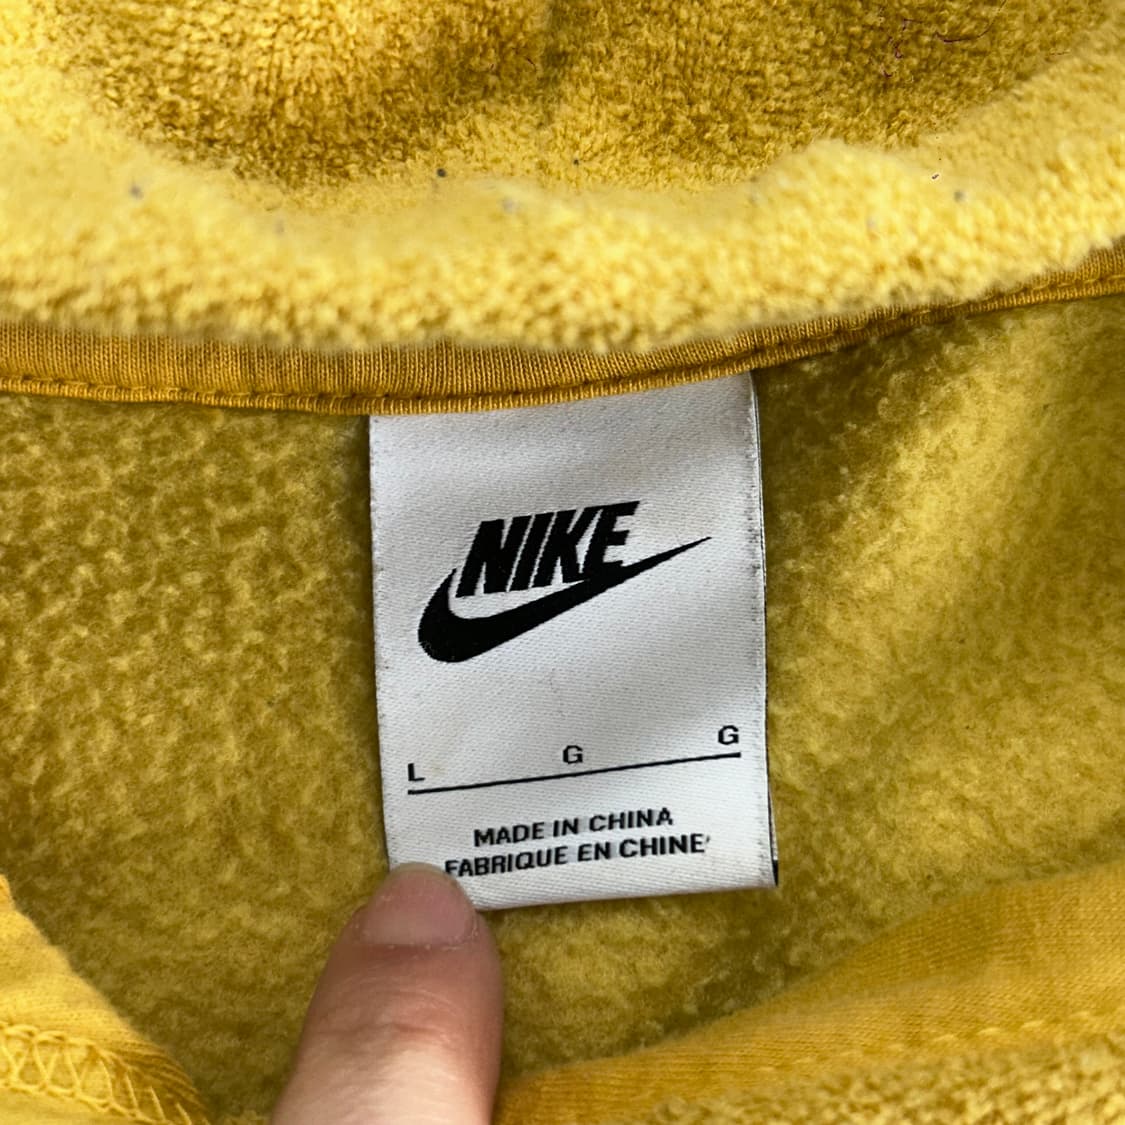 NIKE
L G G
MADE IN CHINA
FABRIQUE EN CHINE